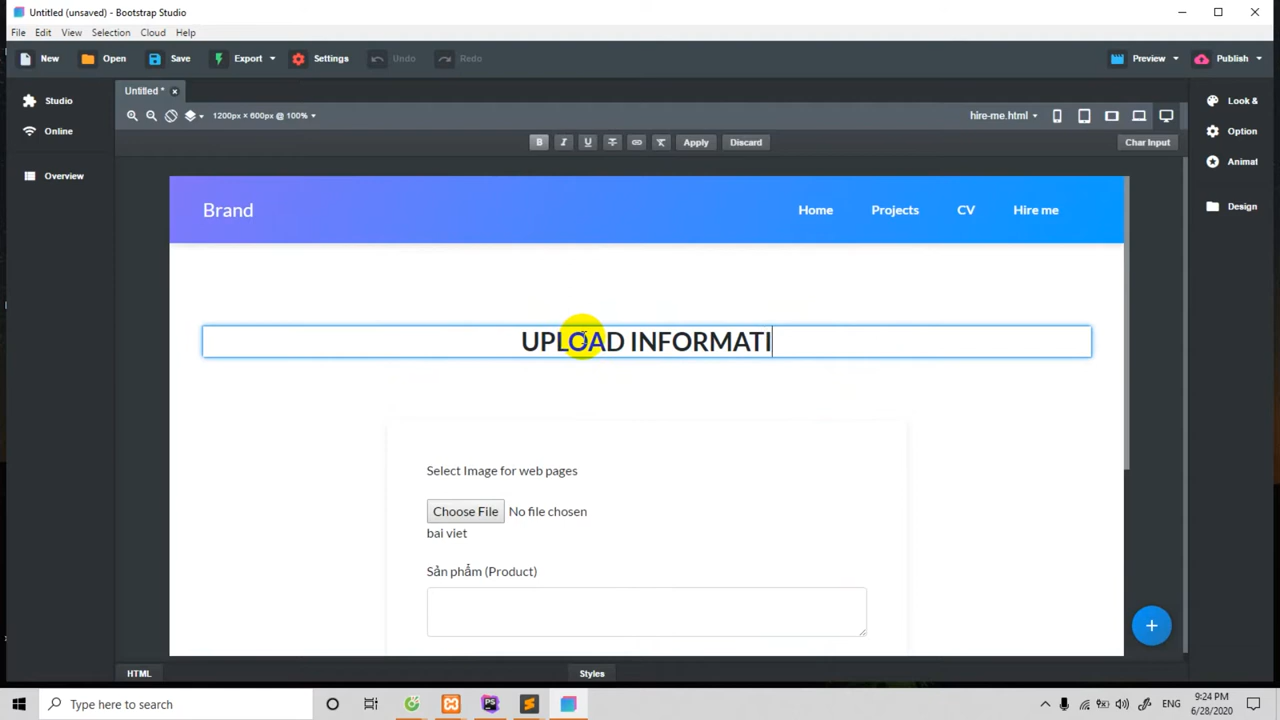 Untitled (unsaved) - Bootstrap Studio
File Edit View Selection Cloud Help
New Open Save Export Settings Undo Redo Preview Publish
Studio
Online
Overview
Untitled *
1200px × 600px @ 100%
hire-me.html
B I U T Apply Discard Char Input
Look &
Option
Animat
Design
Brand Home Projects CV Hire me
UPLOAD INFORMATI
Select Image for web pages
Choose File No file chosen
bai viet
Sản phẩm (Product)
+
HTML Styles
Type here to search
PS
S
ENG
9:24 PM
6/28/2020